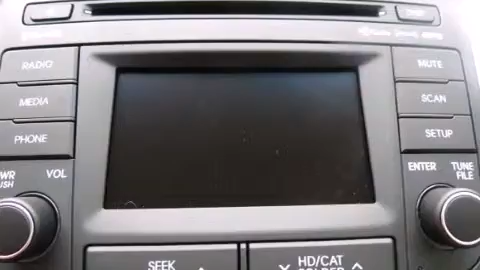 RADIO
MEDIA
PHONE
MUTE
SCAN
SETUP
VOL
ENTER
TUNE
FILE
SEEK
HD/CAT